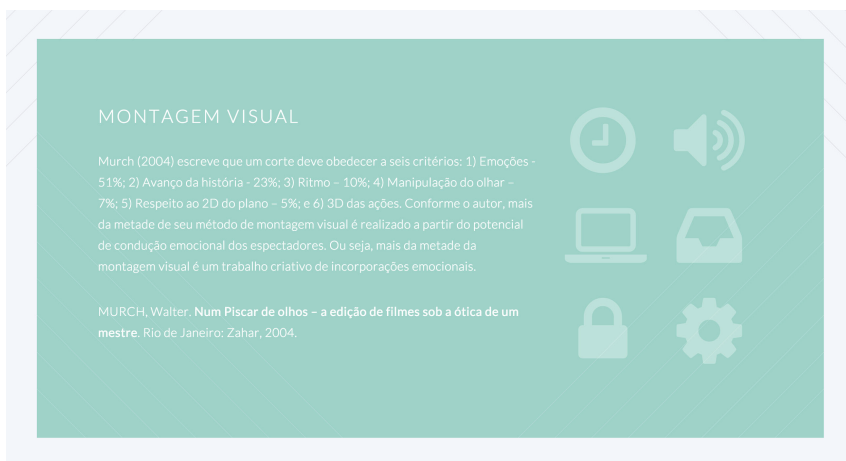 MONTAGEM VISUAL
Murch (2004) escreve que um corte deve obedecer a seis critérios: 1) Emoções -
51%; 2) Avanço da história - 23%; 3) Ritmo – 10%; 4) Manipulação do olhar –
7%; 5) Respeito ao 2D do plano – 5%; e 6) 3D das ações. Conforme o autor, mais
da metade de seu método de montagem visual é realizado a partir do potencial
de condução emocional dos espectadores. Ou seja, mais da metade da
montagem visual é um trabalho criativo de incorporações emocionais.
MURCH, Walter. Num Piscar de olhos – a edição de filmes sob a ótica de um
mestre. Rio de Janeiro: Zahar, 2004.